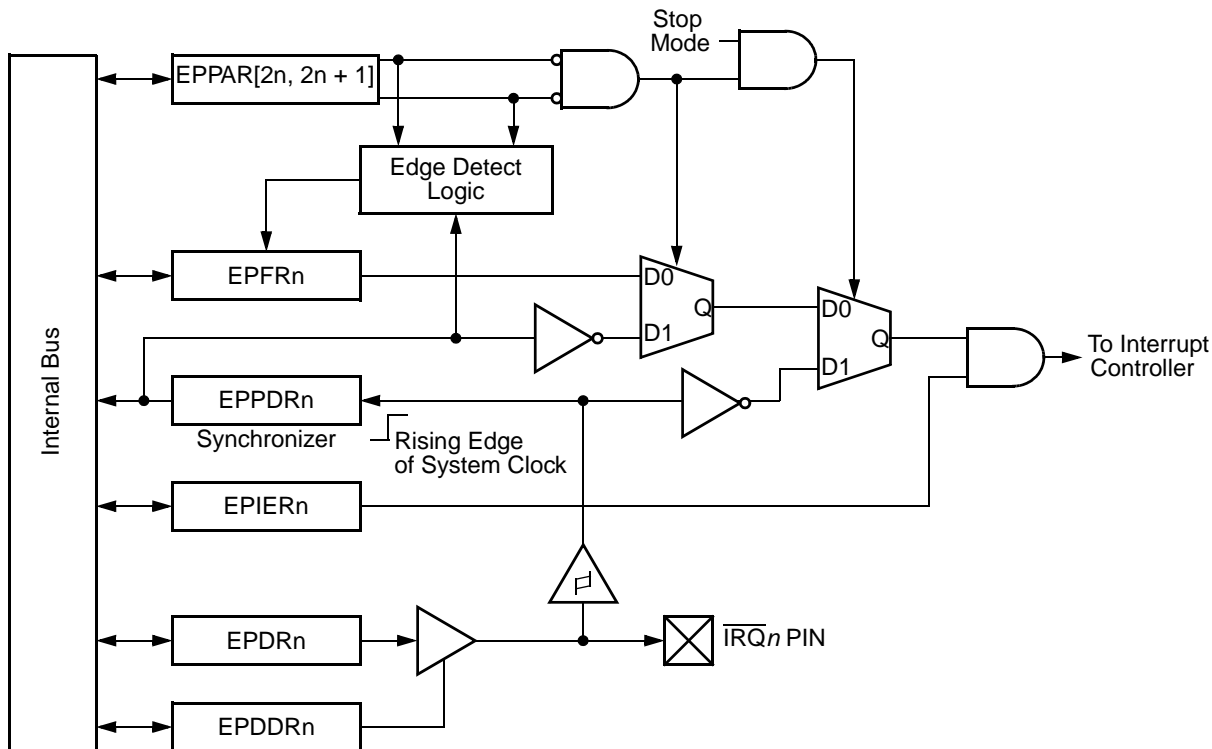 Stop
Mode
EPPAR[2n, 2n + 1]
Edge Detect
Logic
EPFRn
D0
Q
D1
D0
Q
D1
To Interrupt
Controller
Internal Bus
EPPDRn
Synchronizer
Rising Edge
of System Clock
EPIERn
EPDRn
I̅R̅Q̅n PIN
EPDDRn